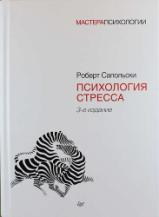 МАСТЕРАПСИХОЛОГИИ
Роберт Сапольски
ПСИХОЛОГИЯ
СТРЕССА
3-е издание